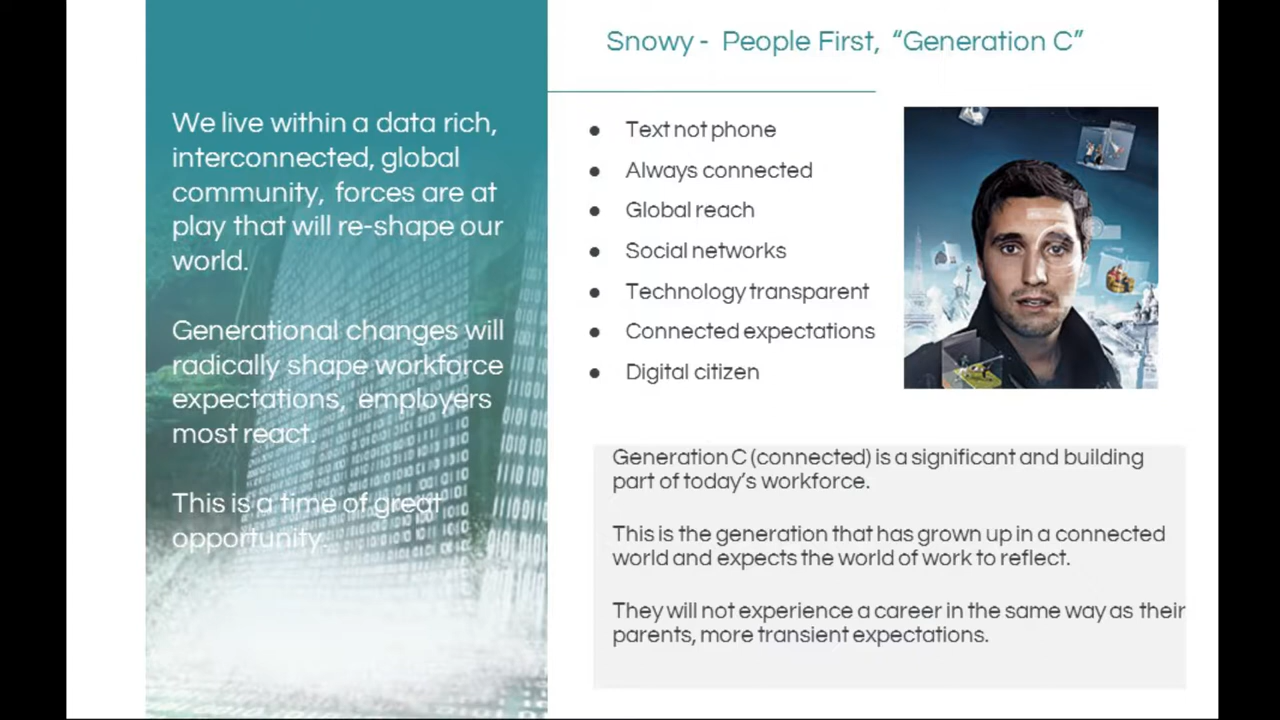 Snowy - People First, “Generation C”
We live within a data rich,
interconnected, global
community, forces are at
play that will re-shape our
world.
Generational changes will
radically shape workforce
expectations, employers
most react.
This is a time of great
opportunity.
● Text not phone
● Always connected
● Global reach
● Social networks
● Technology transparent
● Connected expectations
● Digital citizen
Generation C (connected) is a significant and building
part of today’s workforce.
This is the generation that has grown up in a connected
world and expects the world of work to reflect.
They will not experience a career in the same way as their
parents, more transient expectations.